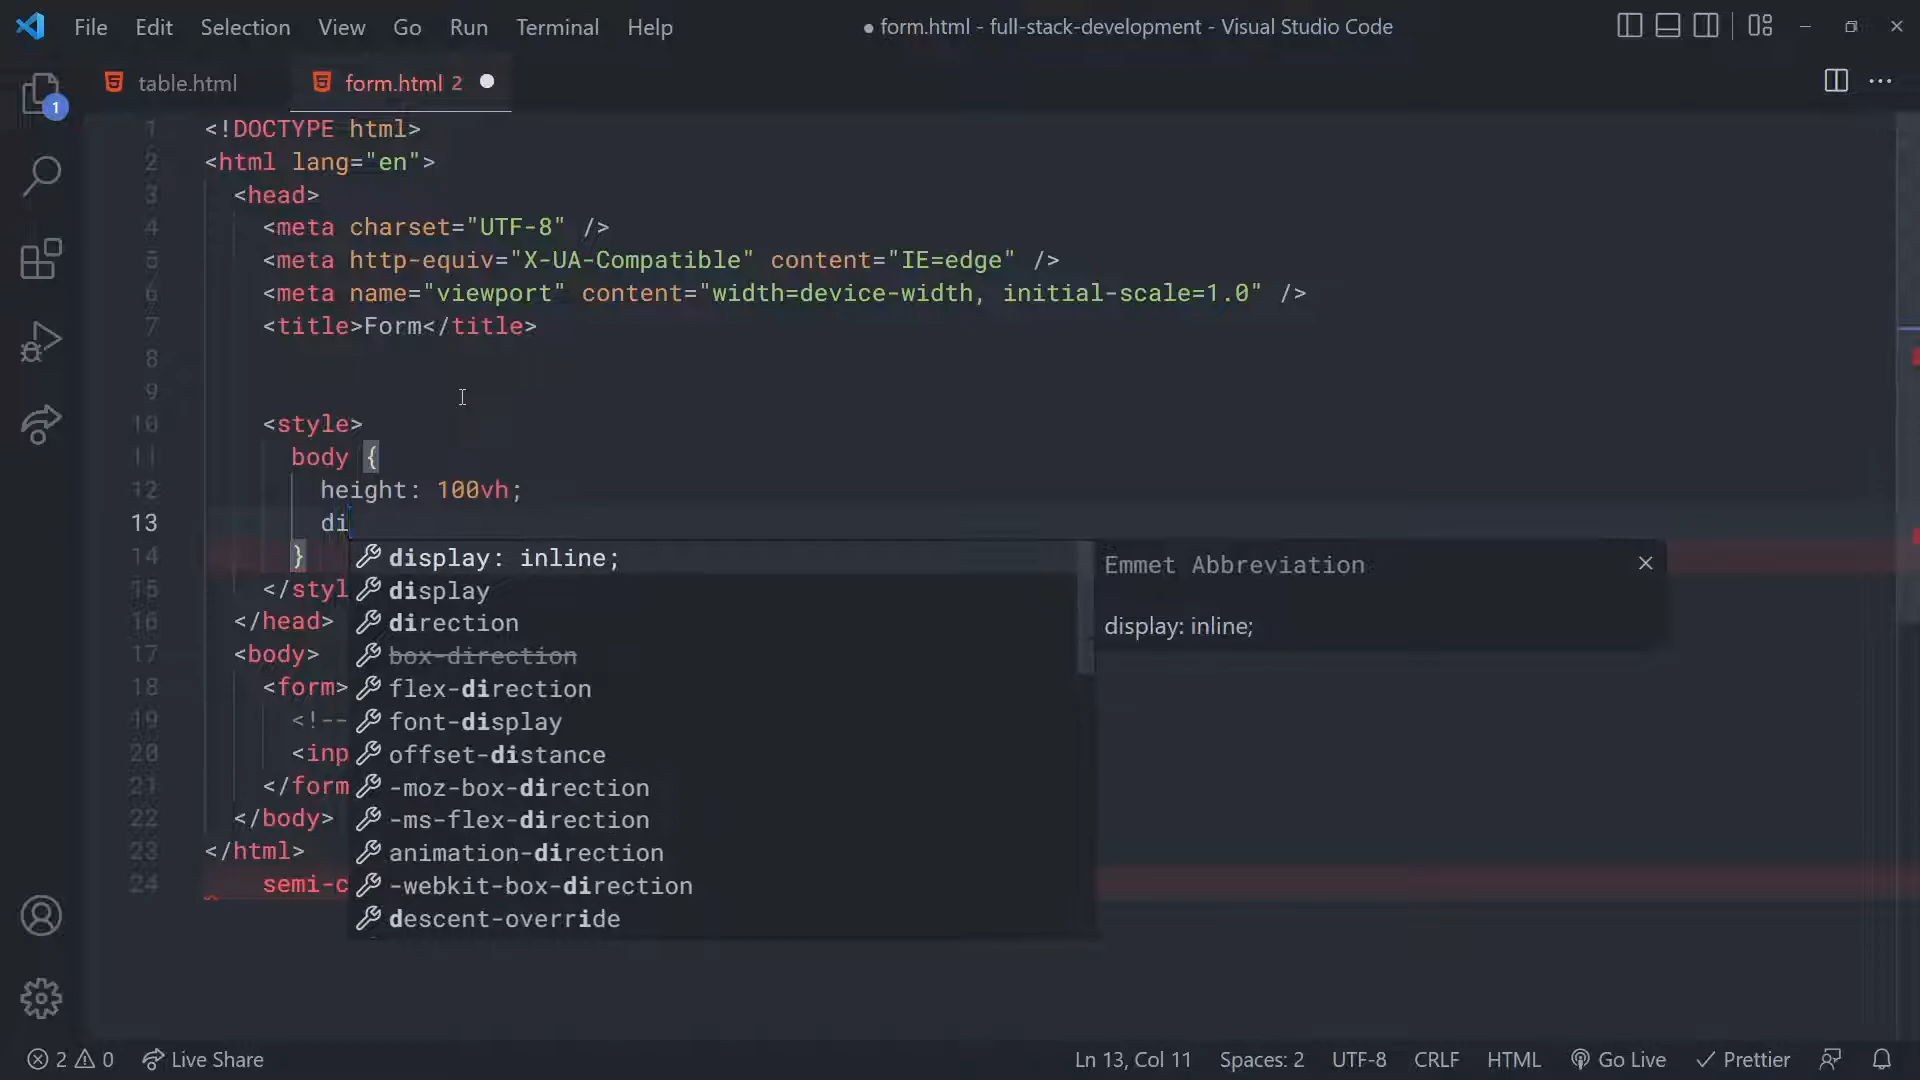 File Edit Selection View Go Run Terminal Help ● form.html - full-stack-development - Visual Studio Code
table.html form.html 2
1
1 <!DOCTYPE html>
2 <html lang="en">
3 <head>
4 <meta charset="UTF-8" />
5 <meta http-equiv="X-UA-Compatible" content="IE=edge" />
6 <meta name="viewport" content="width=device-width, initial-scale=1.0" />
7 <title>Form</title>
8
9
10 <style>
11 body {
12 height: 100vh;
13 di
14 } display: inline; Emmet Abbreviation
15 </styl display
display: inline;
16 </head> direction
17 <body> box-direction
18 <form> flex-direction
19 <!-- font-display
20 <inp offset-distance
21 </form -moz-box-direction
22 </body> -ms-flex-direction
23 </html> animation-direction
24 semi-c -webkit-box-direction
descent-override
2 0 Live Share Ln 13, Col 11 Spaces: 2 UTF-8 CRLF HTML Go Live Prettier